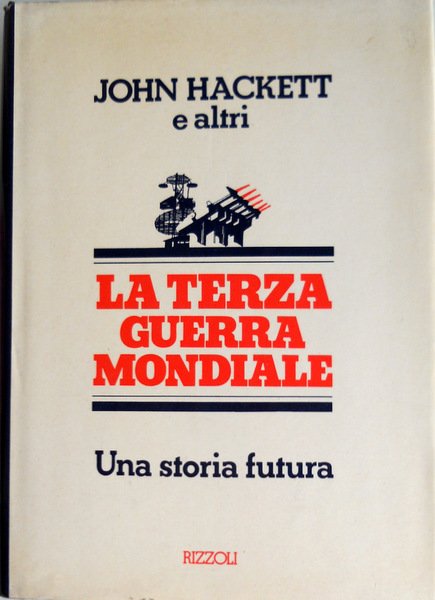 JOHN HACKETT
e altri
LA TERZA
GUERRA
MONDIALE
Una storia futura
RIZZOLI